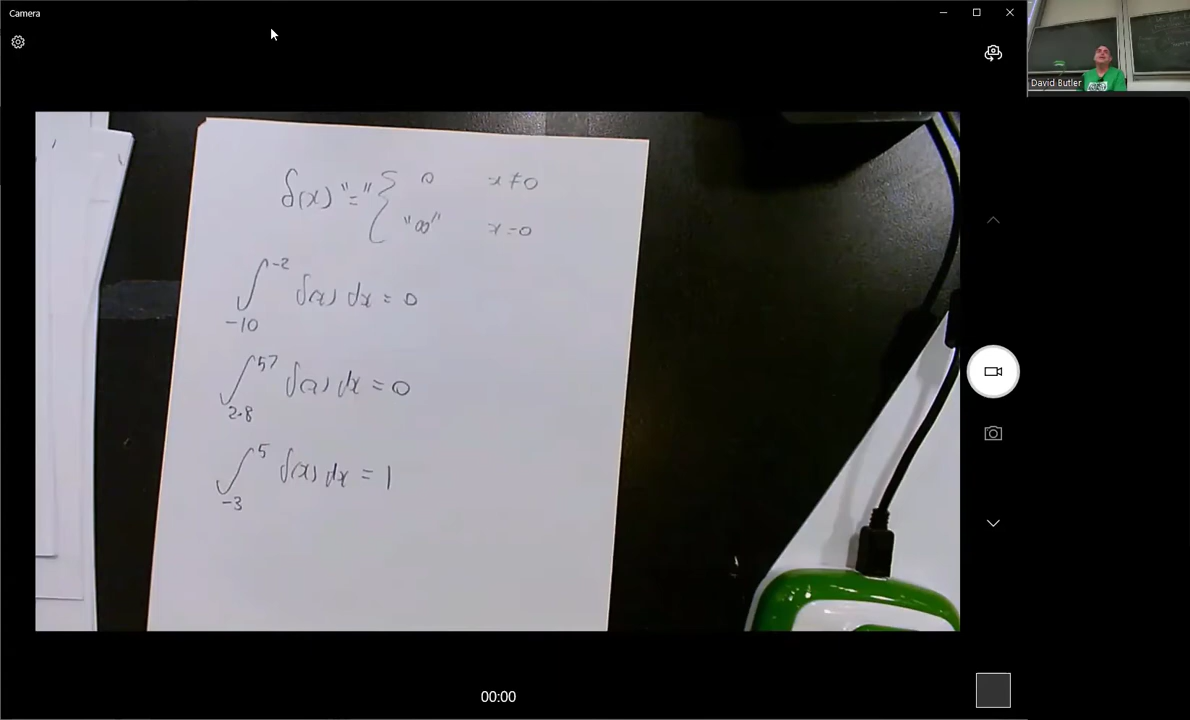 Camera
David Butler
δ(x) "=" { 0 x ≠ 0
"∞" x = 0
∫_{-10}^{-2} δ(x) dx = 0
∫_{2.8}^{57} δ(x) dx = 0
∫_{-3}^{5} δ(x) dx = 1
00:00